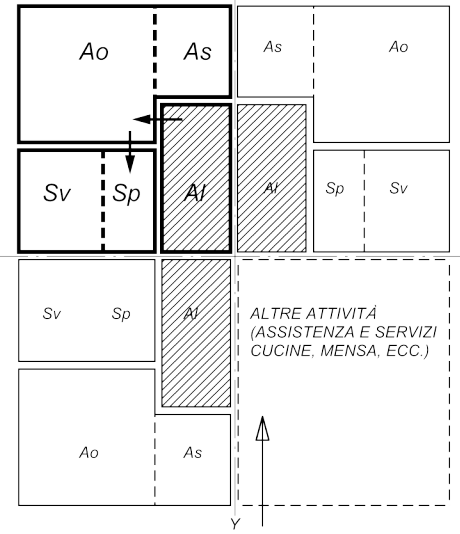 Ao As As Ao
Sv Sp Al Al Sp Sv
Sv Sp Al
ALTRE ATTIVITÁ
(ASSISTENZA E SERVIZI
CUCINE, MENSA, ECC.)
Ao As
Y